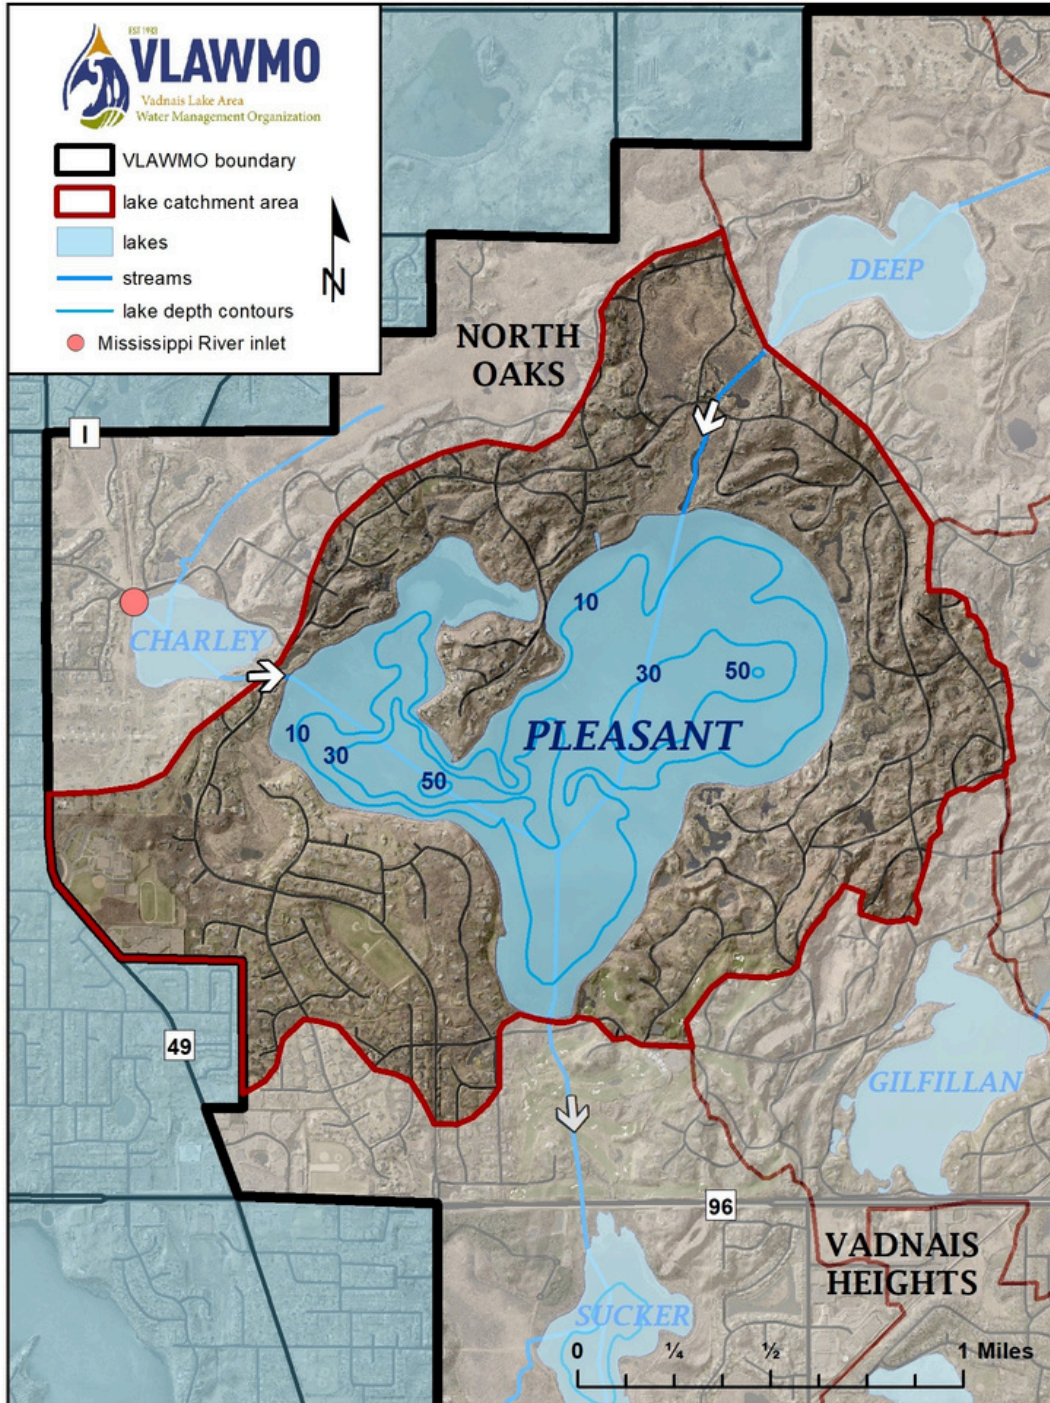 EST 1983
VLAWMO
Vadnais Lake Area
Water Management Organization
VLAWMO boundary
lake catchment area
lakes
streams
lake depth contours
Mississippi River inlet
N
DEEP
NORTH
OAKS
I
CHARLEY
10
30
50
PLEASANT
10
30
50
49
GILFILLAN
96
VADNAIS
HEIGHTS
SUCKER
0 ¼ ½ 1 Miles